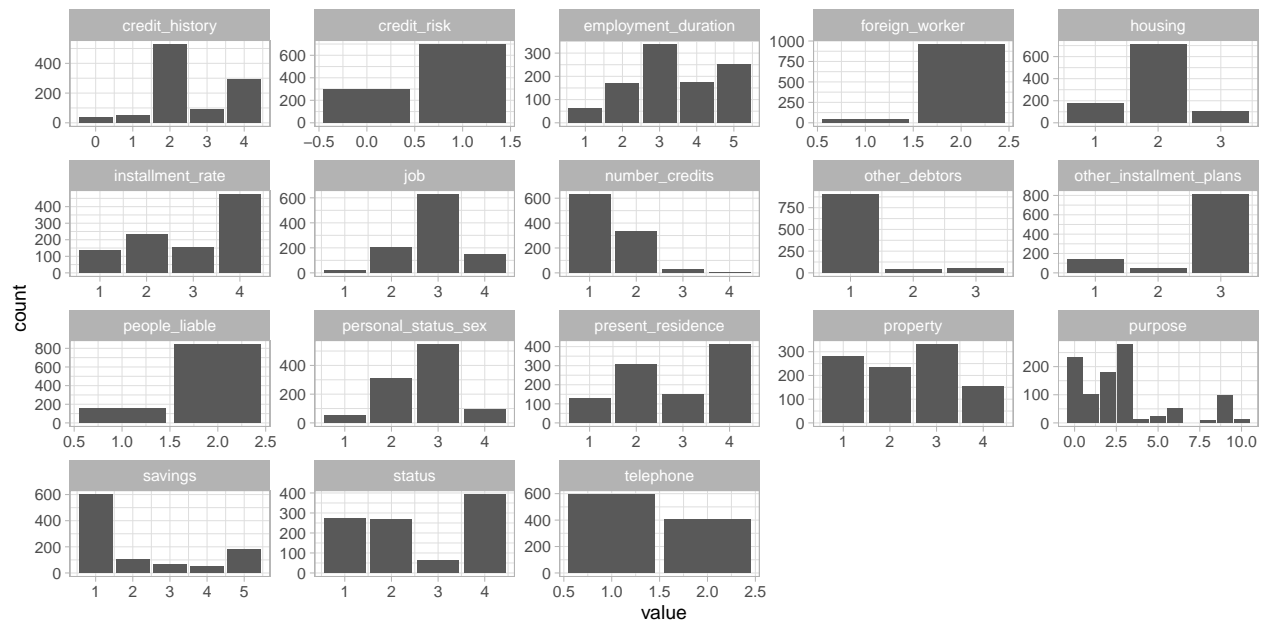 credit_history credit_risk employment_duration foreign_worker housing
400 200 0 0 1 2 3 4
600 400 200 0 −0.5 0.0 0.5 1.0 1.5
300 200 100 0 1 2 3 4 5
1000 750 500 250 0 0.5 1.0 1.5 2.0 2.5
600 400 200 0 1 2 3
installment_rate job number_credits other_debtors other_installment_plans
400 300 200 100 0 1 2 3 4
600 400 200 0 1 2 3 4
600 400 200 0 1 2 3 4
750 500 250 0 1 2 3
800 600 400 200 0 1 2 3
count
people_liable personal_status_sex present_residence property purpose
800 600 400 200 0 0.5 1.0 1.5 2.0 2.5
400 200 0 1 2 3 4
400 300 200 100 0 1 2 3 4
300 200 100 0 1 2 3 4
200 100 0 0.0 2.5 5.0 7.5 10.0
savings status telephone
600 400 200 0 1 2 3 4 5
400 300 200 100 0 1 2 3 4
600 400 200 0 0.5 1.0 1.5 2.0 2.5
value